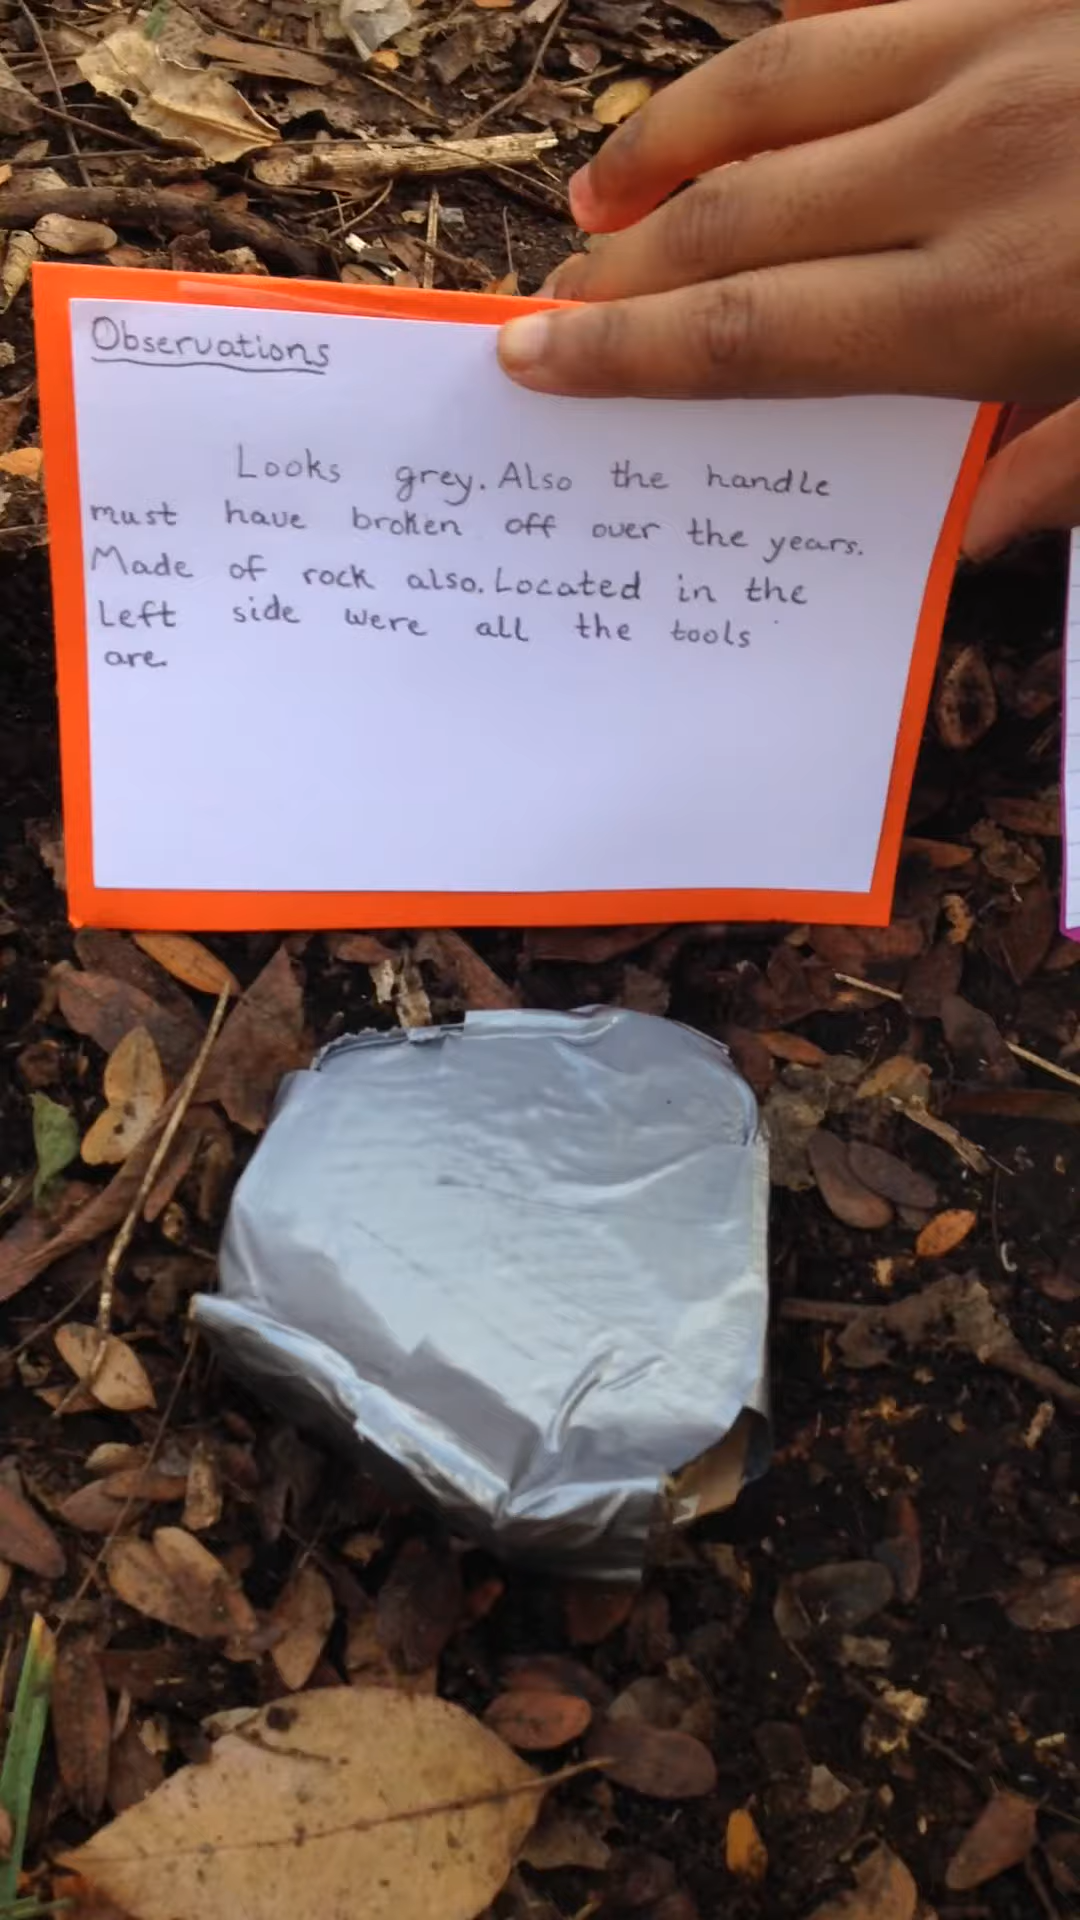 Observations
Looks grey. Also the handle
must have broken off over the years.
Made of rock also. Located in the
left side were all the tools
are.